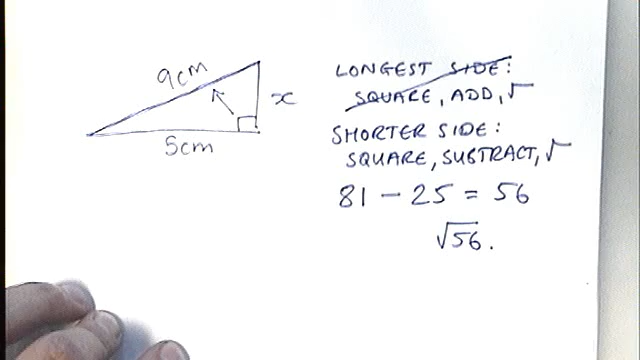 9cm
x
5cm
LONGEST SIDE:
SQUARE, ADD, √
SHORTER SIDE:
SQUARE, SUBTRACT, √
81 - 25 = 56
√56.